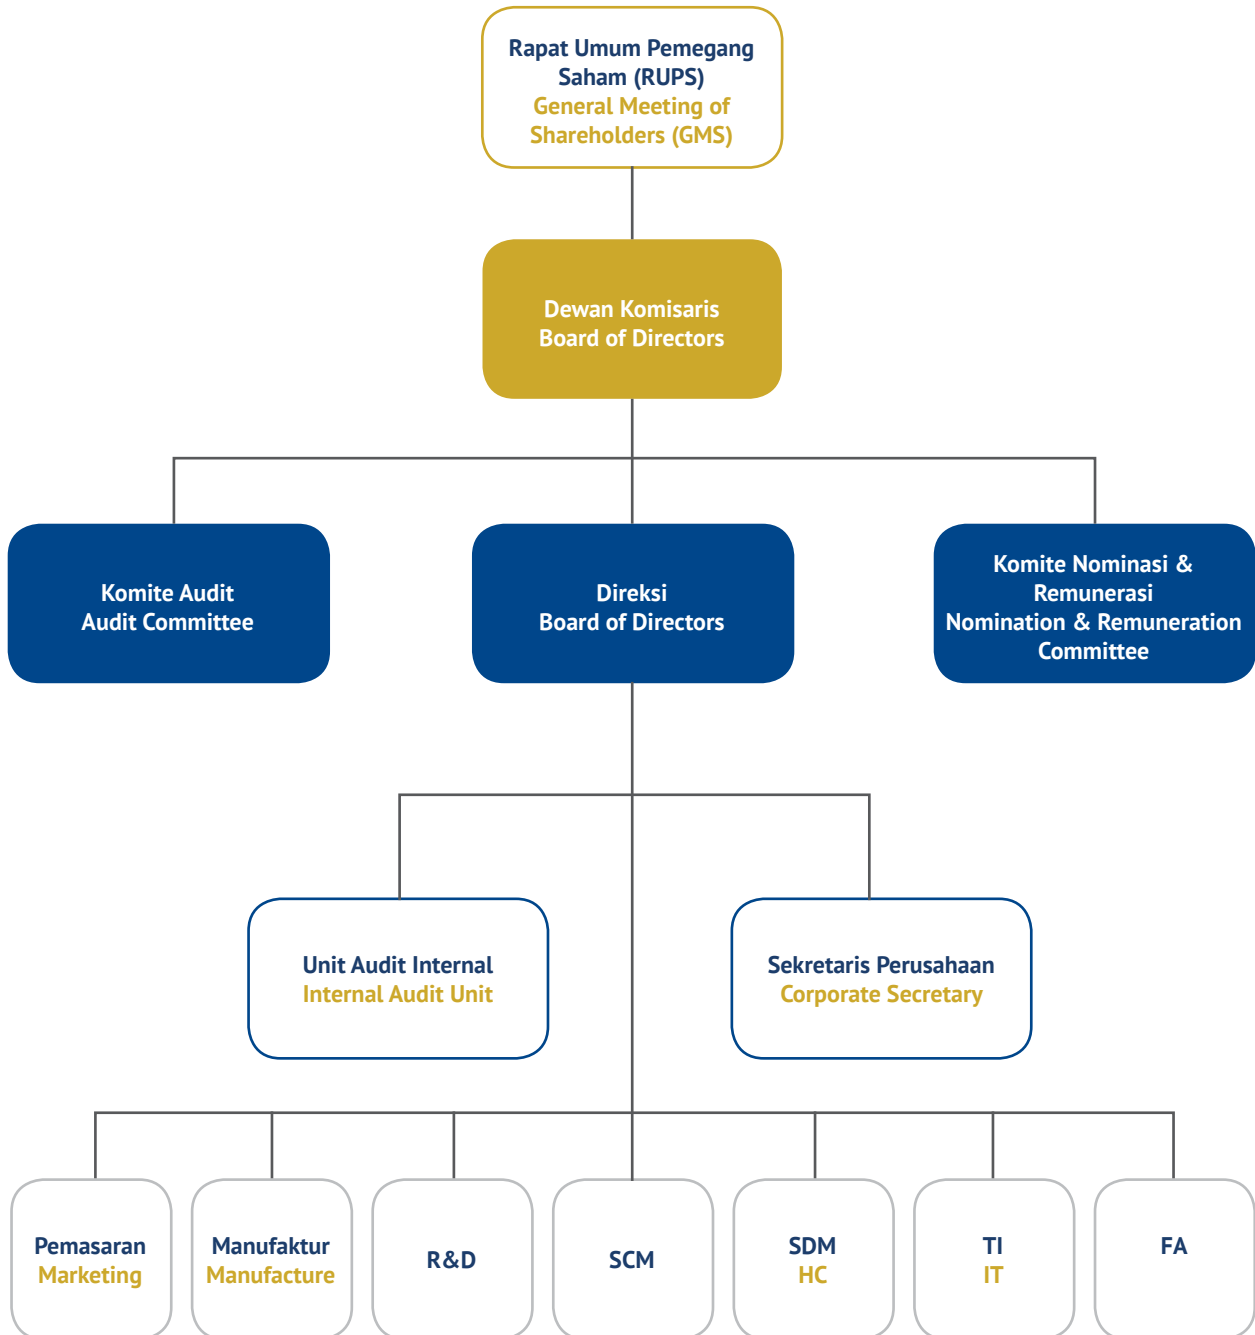 Rapat Umum Pemegang
Saham (RUPS)
General Meeting of
Shareholders (GMS)
Dewan Komisaris
Board of Directors
Komite Audit
Audit Committee
Direksi
Board of Directors
Komite Nominasi &
Remunerasi
Nomination & Remuneration
Committee
Unit Audit Internal
Internal Audit Unit
Sekretaris Perusahaan
Corporate Secretary
Pemasaran
Marketing
Manufaktur
Manufacture
R&D
SCM
SDM
HC
TI
IT
FA